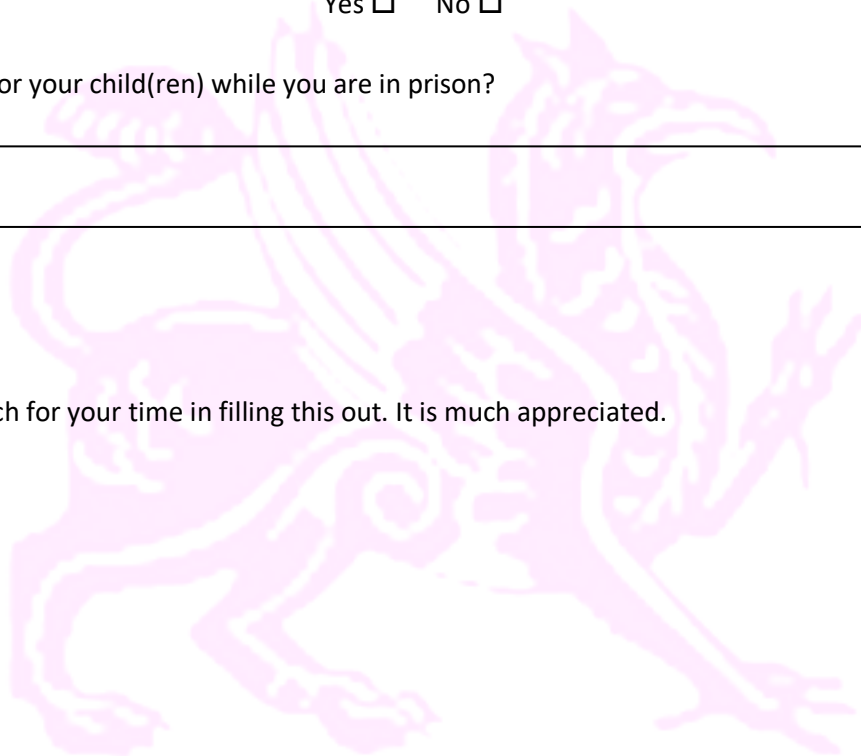 Yes ☐ No ☐
or your child(ren) while you are in prison?
ch for your time in filling this out. It is much appreciated.